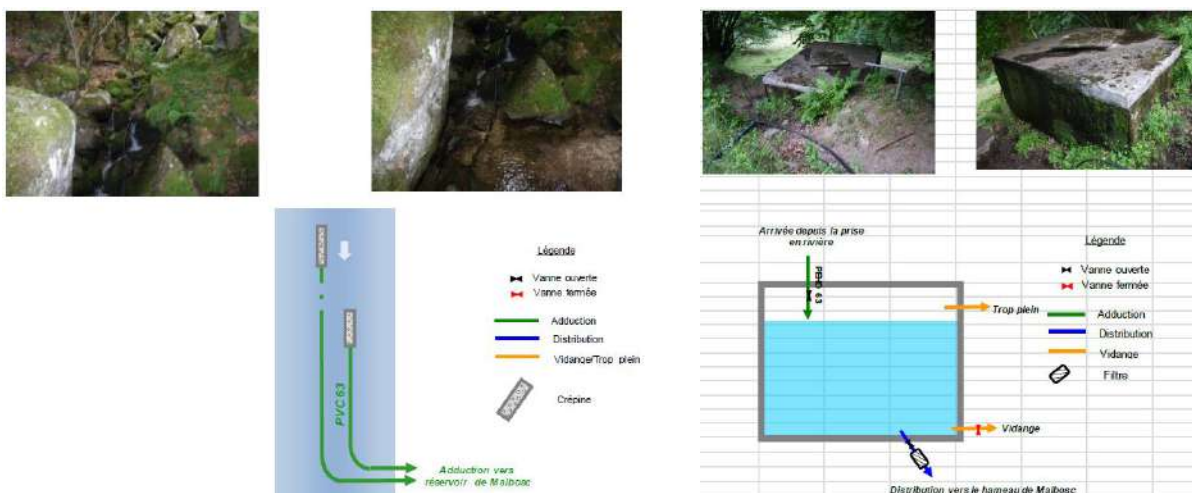 Légende
Vanne ouverte
Vanne fermée
Adduction
Distribution
Vidange/Trop plein
Crépine
PVC 63
Adduction vers
réservoir de Malbosc
Arrivée depuis la prise
en rivière
PEHD 63
Trop plein
Vidange
Distribution vers le hameau de Malbosc
Légende
Vanne ouverte
Vanne fermée
Adduction
Distribution
Vidange
Filtre